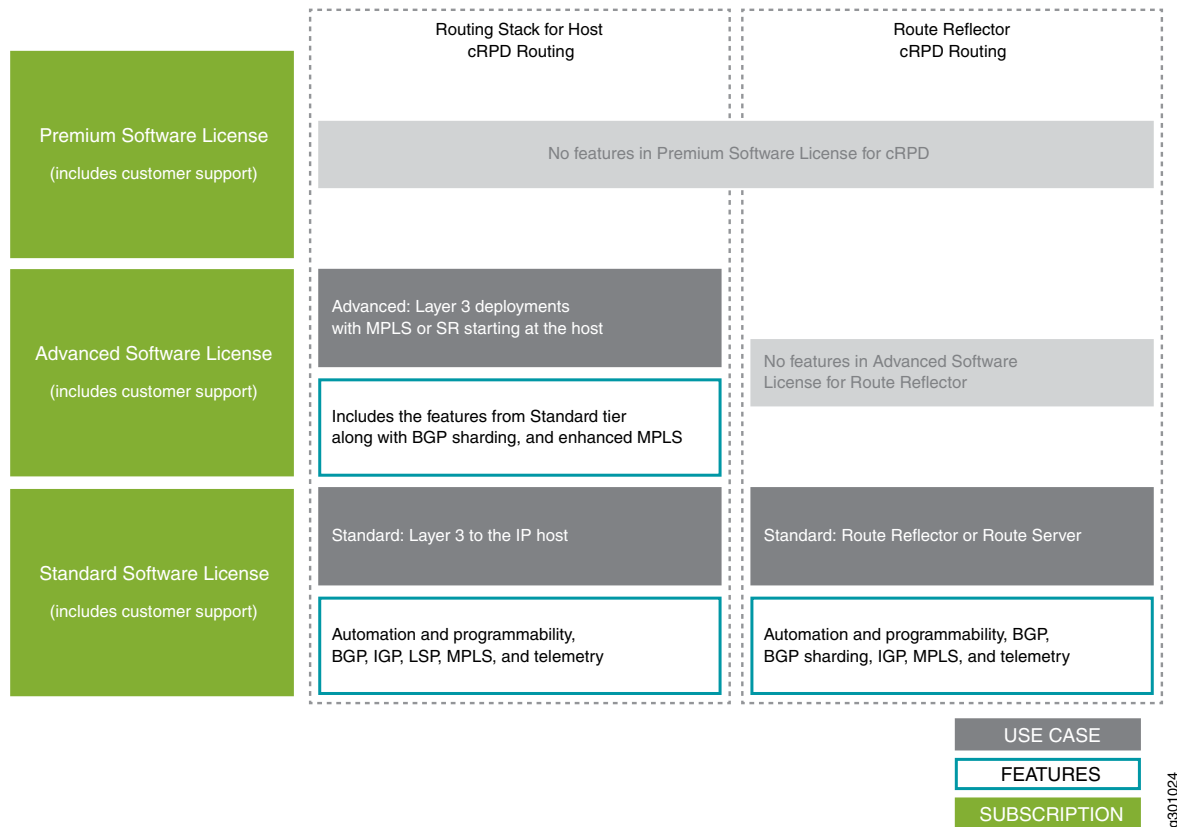 Routing Stack for Host
cRPD Routing
Route Reflector
cRPD Routing
Premium Software License
(includes customer support)
No features in Premium Software License for cRPD
Advanced Software License
(includes customer support)
Advanced: Layer 3 deployments
with MPLS or SR starting at the host
Includes the features from Standard tier
along with BGP sharding, and enhanced MPLS
No features in Advanced Software
License for Route Reflector
Standard Software License
(includes customer support)
Standard: Layer 3 to the IP host
Automation and programmability,
BGP, IGP, LSP, MPLS, and telemetry
Standard: Route Reflector or Route Server
Automation and programmability, BGP,
BGP sharding, IGP, MPLS, and telemetry
USE CASE
FEATURES
SUBSCRIPTION
g301024